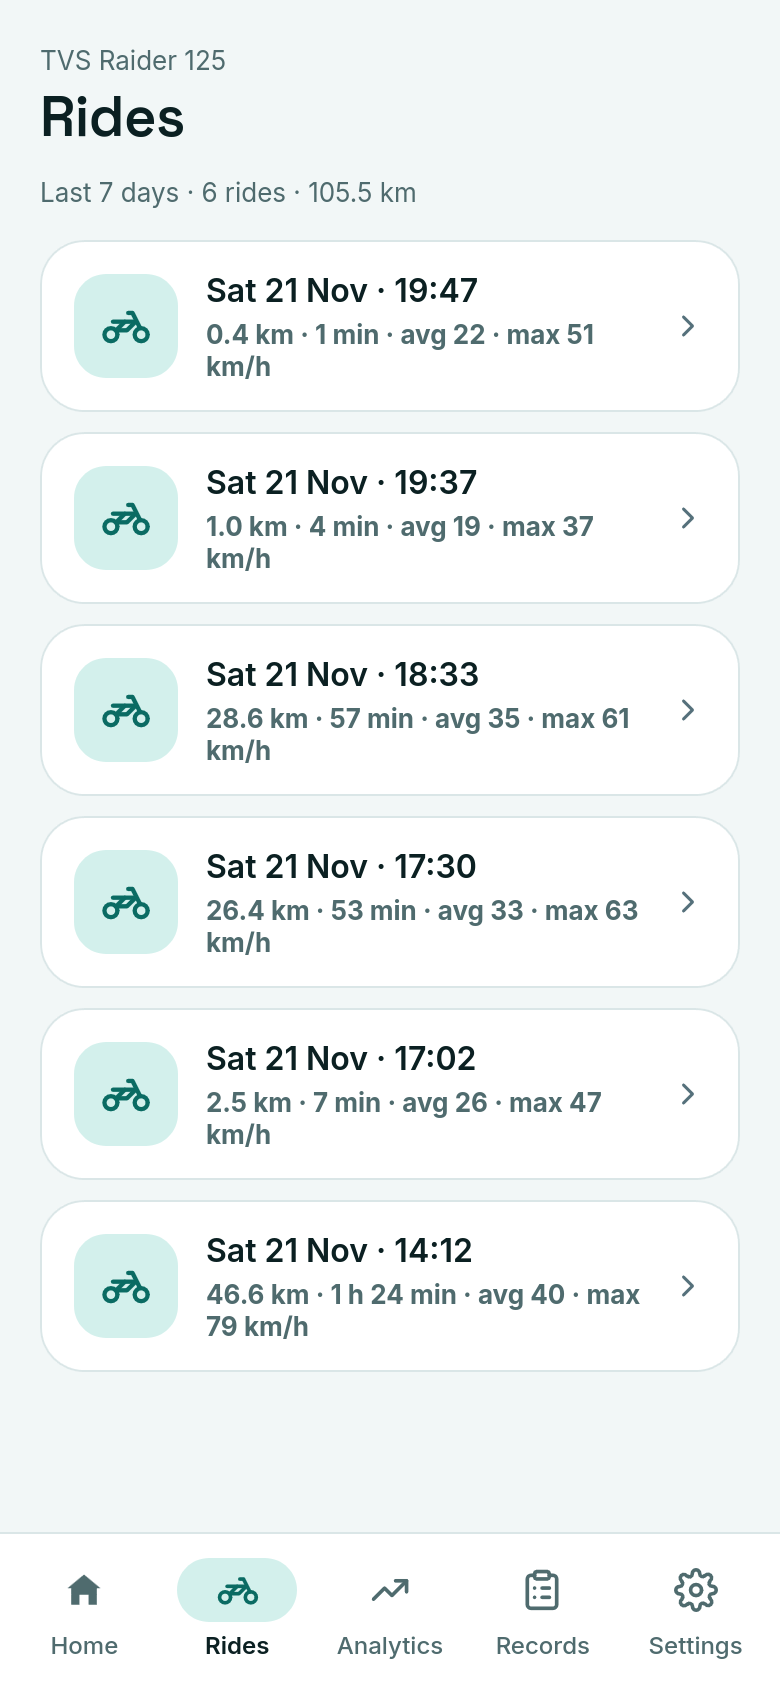 TVS Raider 125
Rides
Last 7 days · 6 rides · 105.5 km
Sat 21 Nov · 19:47
0.4 km · 1 min · avg 22 · max 51
km/h
Sat 21 Nov · 19:37
1.0 km · 4 min · avg 19 · max 37
km/h
Sat 21 Nov · 18:33
28.6 km · 57 min · avg 35 · max 61
km/h
Sat 21 Nov · 17:30
26.4 km · 53 min · avg 33 · max 63
km/h
Sat 21 Nov · 17:02
2.5 km · 7 min · avg 26 · max 47
km/h
Sat 21 Nov · 14:12
46.6 km · 1 h 24 min · avg 40 · max
79 km/h
Home
Rides
Analytics
Records
Settings